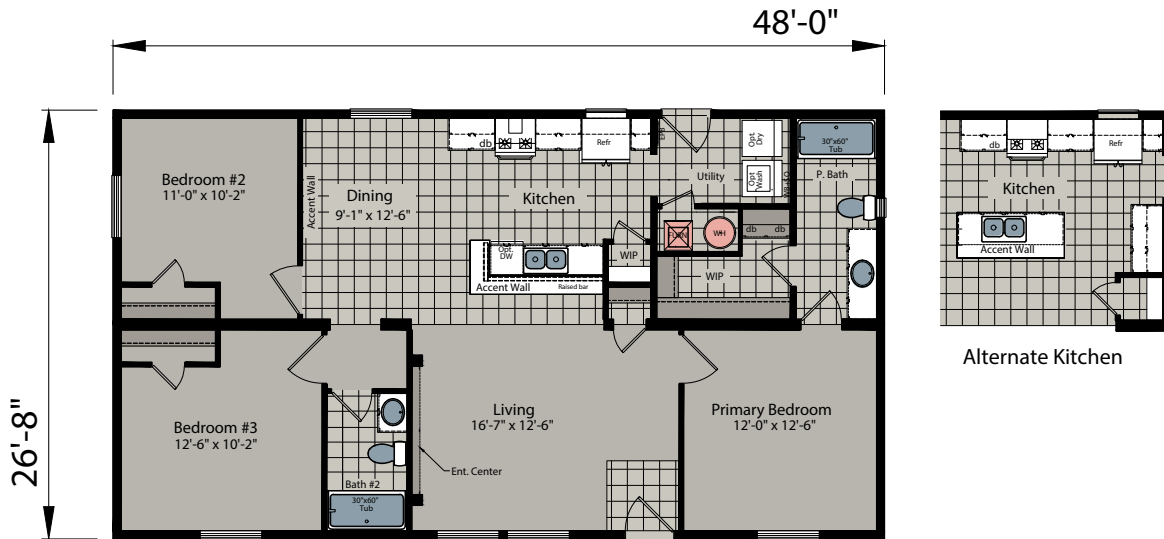 48'-0"
26'-8"
Bedroom #2
11'-0" x 10'-2"
Accent Wall
Dining
9'-1" x 12'-6"
db
Kitchen
Refr
Utility
Opt
Dry
Opt
Wash
30"x60"
Tub
P. Bath
Opt.
DW
Accent Wall
Raised bar
WIP
FURN
WH
db
db
WIP
Bedroom #3
12'-6" x 10'-2"
Bath #2
30"x60"
Tub
Living
16'-7" x 12'-6"
Ent. Center
Primary Bedroom
12'-0" x 12'-6"
db
Refr
Kitchen
Accent Wall
Alternate Kitchen